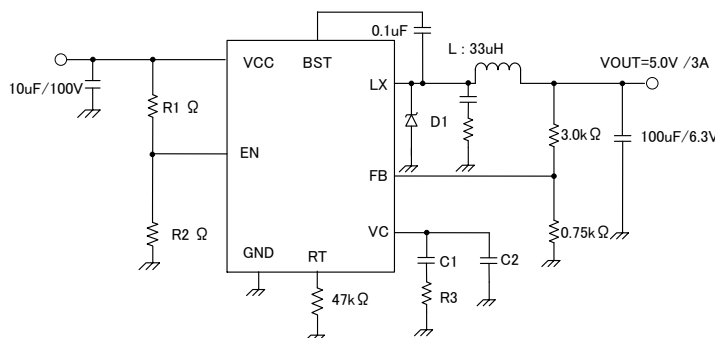 0.1uF
L : 33uH
VOUT=5.0V /3A
VCC
BST
LX
10uF/100V
R1 Ω
D1
3.0kΩ
100uF/6.3V
EN
FB
R2 Ω
VC
0.75kΩ
GND
RT
C1
C2
47kΩ
R3